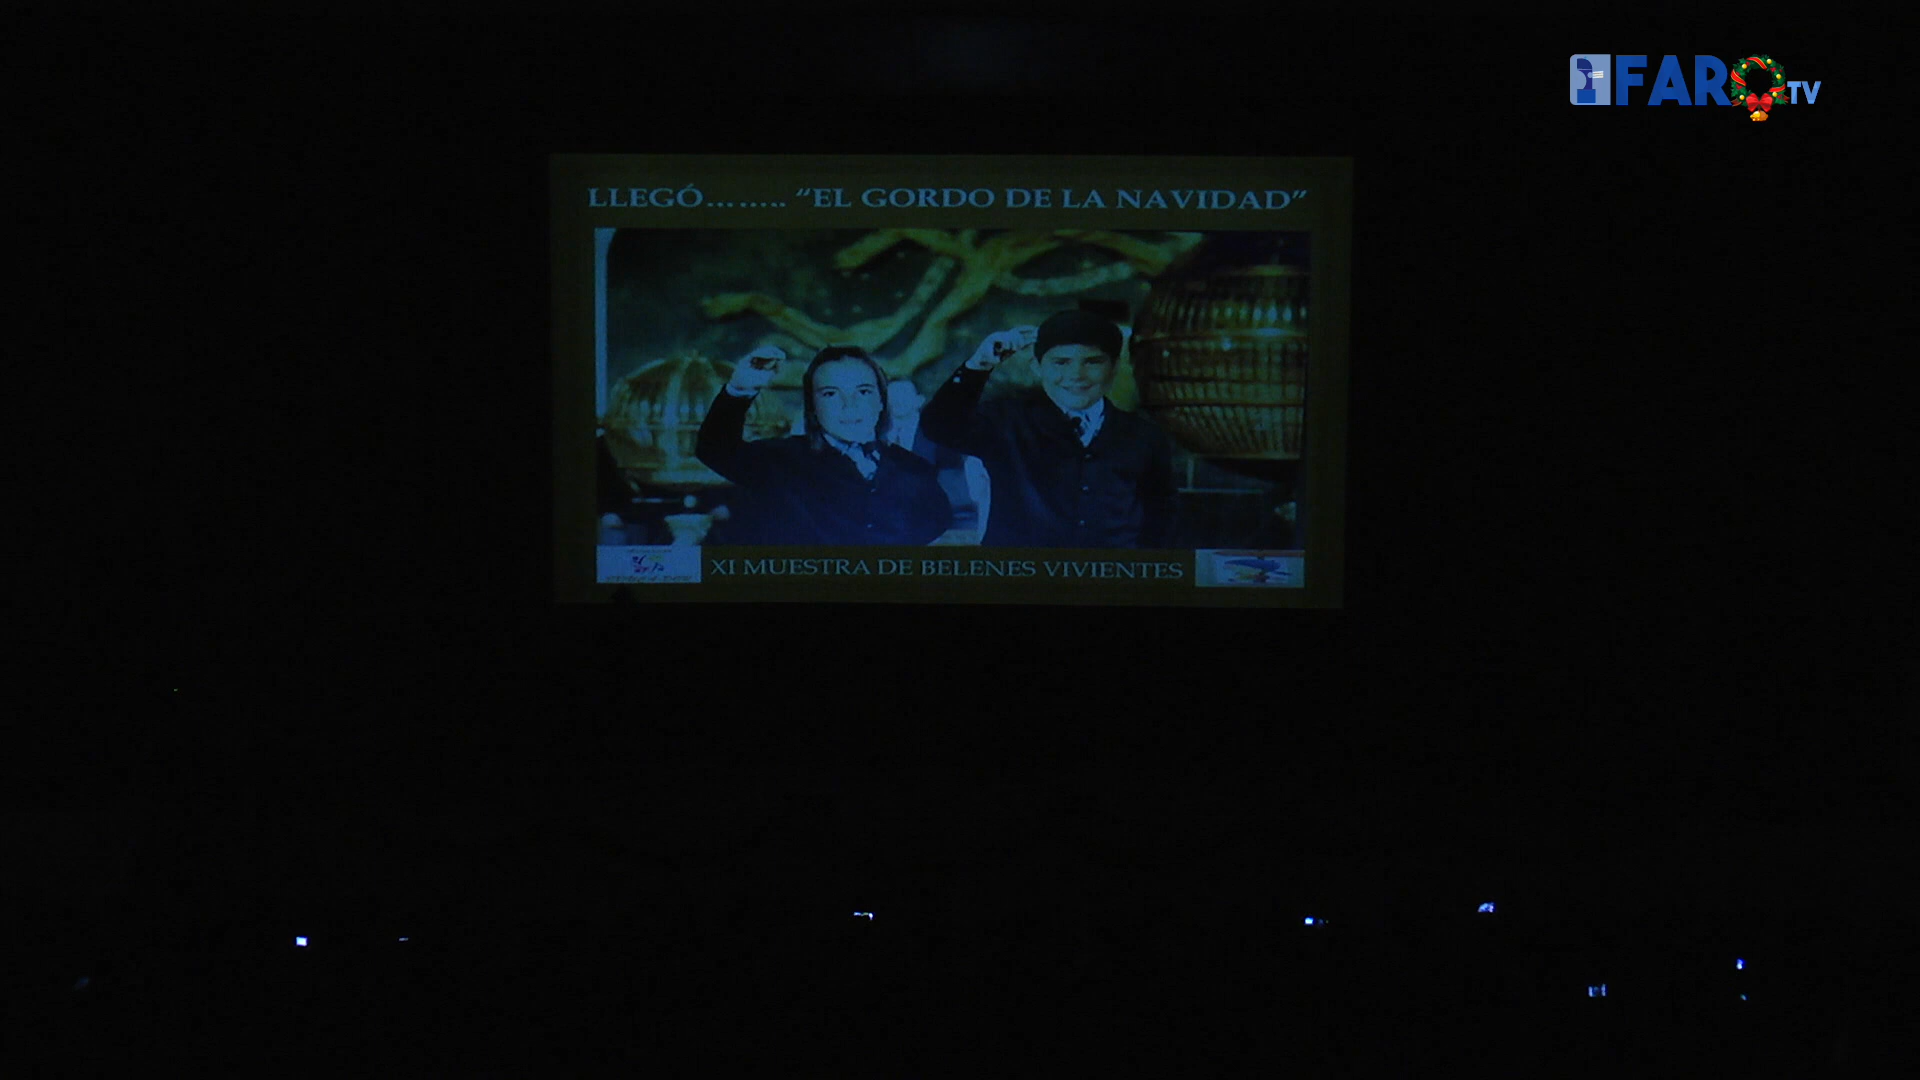 FARO TV
LLEGÓ........ “EL GORDO DE LA NAVIDAD”
XI MUESTRA DE BELENES VIVIENTES